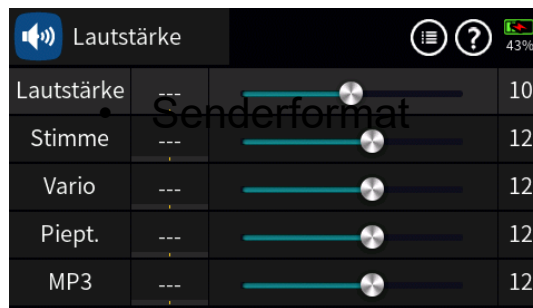 Lautstärke
43%
Lautstärke --- 10
• Senderformat
Stimme --- 12
Vario --- 12
Piept. --- 12
MP3 --- 12